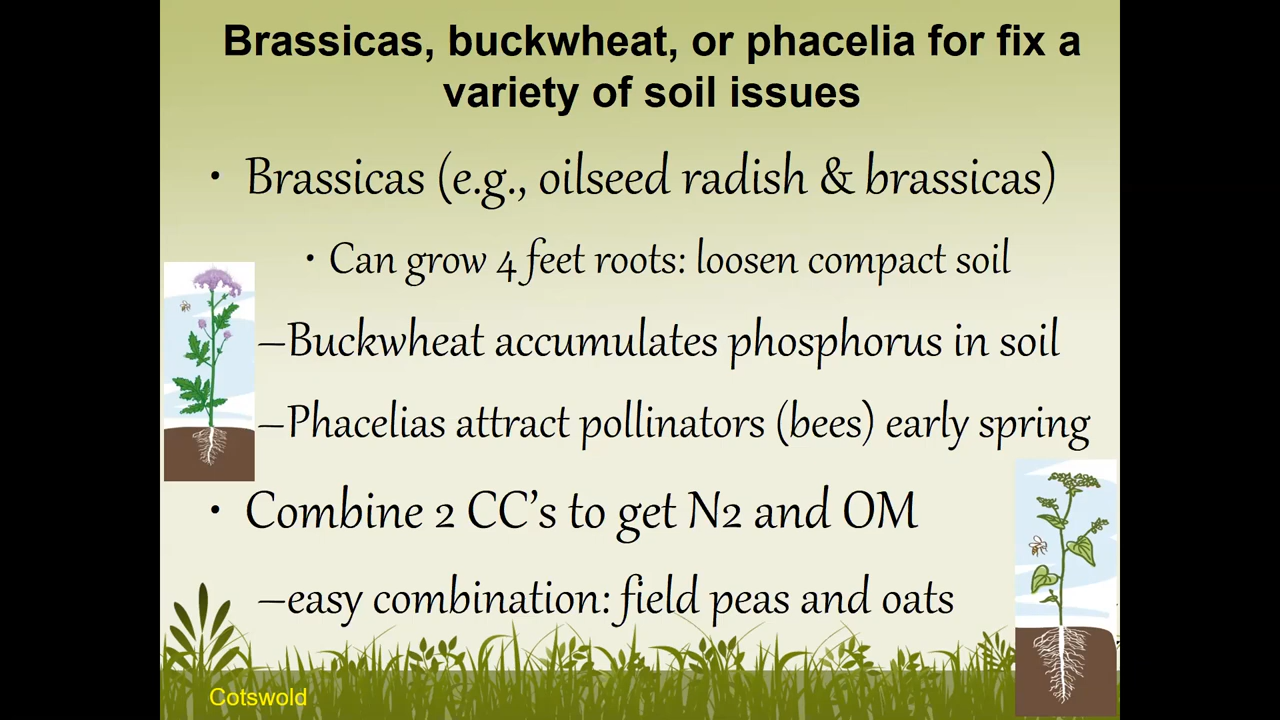 Brassicas, buckwheat, or phacelia for fix a
variety of soil issues
• Brassicas (e.g., oilseed radish & brassicas)
• Can grow 4 feet roots: loosen compact soil
–Buckwheat accumulates phosphorus in soil
–Phacelias attract pollinators (bees) early spring
• Combine 2 CC’s to get N2 and OM
–easy combination: field peas and oats
Cotswold